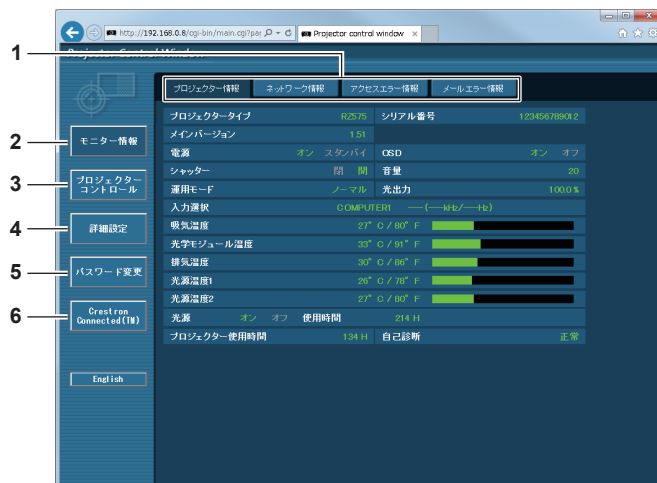 http://192.168.0.8/cgi-bin/main.cgi?pa
Projector control window
Projector Control Window
1
プロジェクター情報 ネットワーク情報 アクセスエラー情報 メールエラー情報
プロジェクタータイプ RZ575 シリアル番号 123456789012
メインバージョン 1.51
2
モニター情報
電源 オン スタンバイ OSD オン オフ
シャッター 閉 開 音量 20
3
プロジェクター
コントロール
運用モード ノーマル 光出力 100.0 %
入力選択 COMPUTER1 ──(──kHz/──Hz)
4
詳細設定
吸気温度 27° C / 80° F
光学モジュール温度 33° C / 91° F
排気温度 30° C / 86° F
5
パスワード変更
光源温度1 26° C / 78° F
光源温度2 27° C / 80° F
6
Crestron
Connected(TM)
光源 オン オフ 使用時間 214 H
プロジェクター使用時間 134 H 自己診断 正常
English